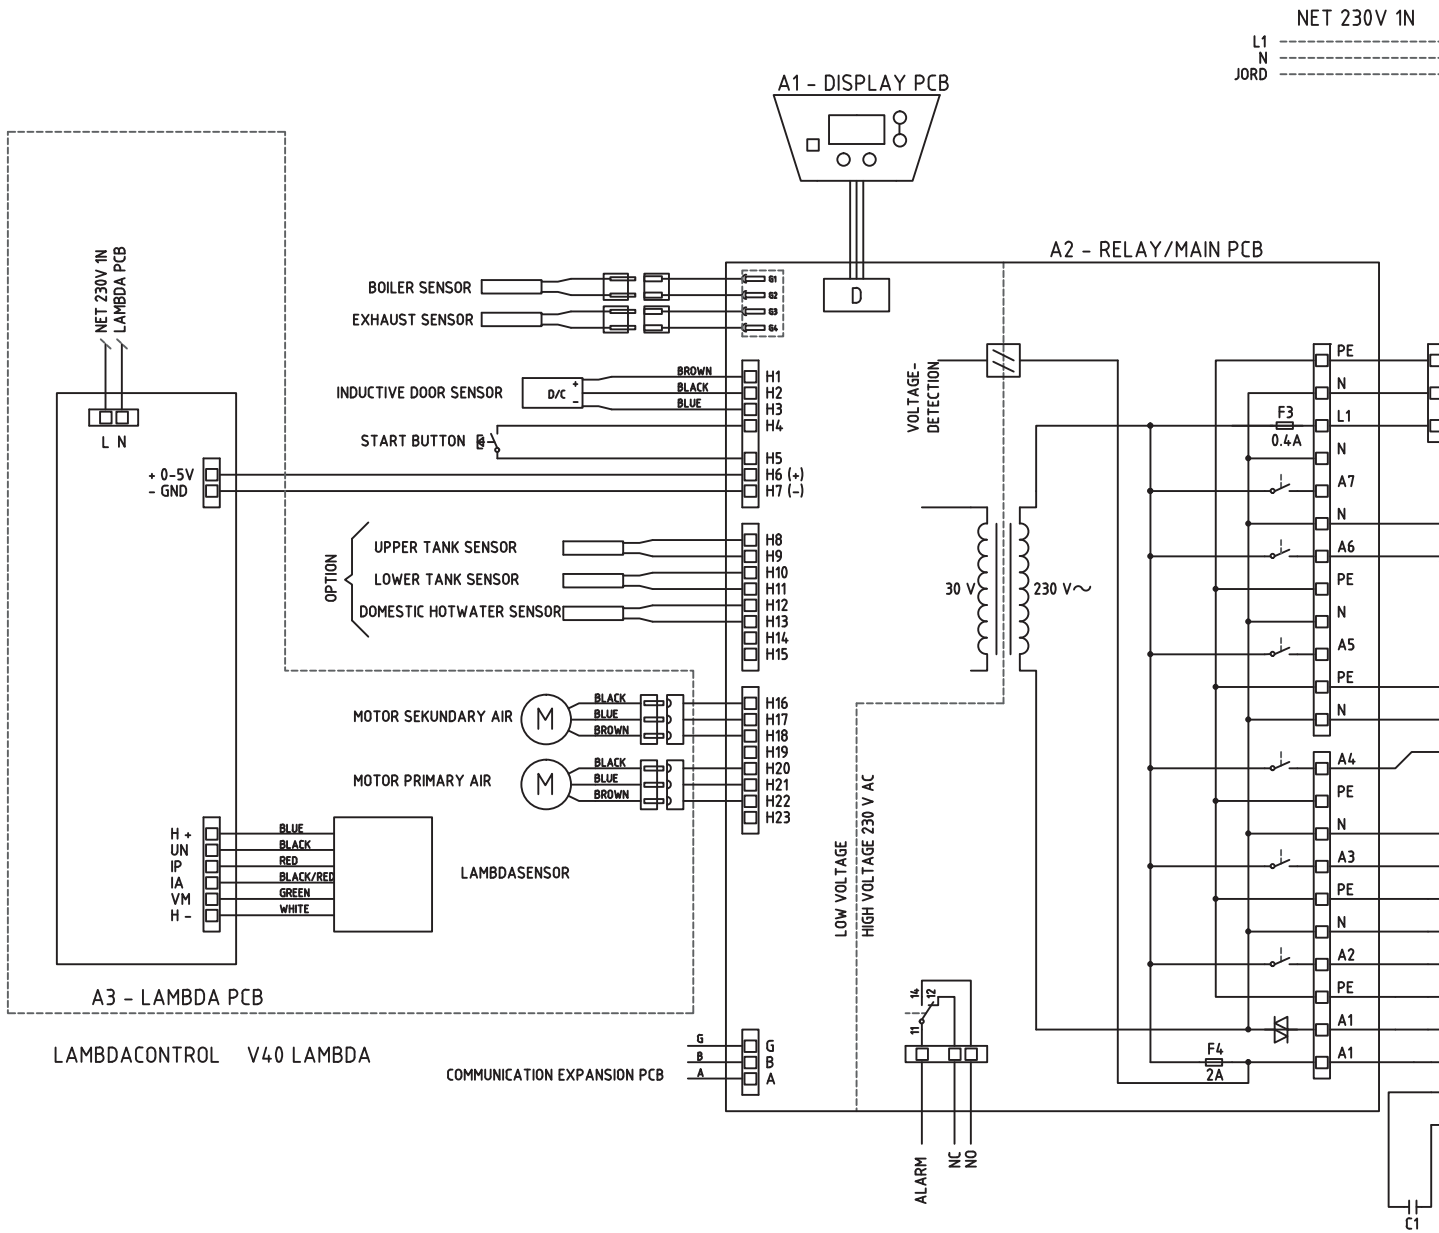 NET 230V 1N
L1
N
JORD
A1 - DISPLAY PCB
A2 - RELAY/MAIN PCB
D
NET 230V 1N
LAMBDA PCB
L N
+ 0-5V
- GND
BOILER SENSOR
G1
G2
EXHAUST SENSOR
G3
G4
INDUCTIVE DOOR SENSOR
D/C
+
-
BROWN
BLACK
BLUE
H1
H2
H3
H4
START BUTTON
E
H5
H6 (+)
H7 (-)
OPTION
UPPER TANK SENSOR
LOWER TANK SENSOR
DOMESTIC HOTWATER SENSOR
H8
H9
H10
H11
H12
H13
H14
H15
MOTOR SEKUNDARY AIR
M
BLACK
BLUE
BROWN
H16
H17
H18
H19
MOTOR PRIMARY AIR
M
BLACK
BLUE
BROWN
H20
H21
H22
H23
H +
UN
IP
IA
VM
H -
BLUE
BLACK
RED
BLACK/RED
GREEN
WHITE
LAMBDASENSOR
A3 - LAMBDA PCB
LAMBDACONTROL V40 LAMBDA
COMMUNICATION EXPANSION PCB
G
B
A
G
B
A
VOLTAGE-
DETECTION
30 V
230 V~
LOW VOLTAGE
HIGH VOLTAGE 230 V AC
14
12
11
ALARM
NC
NO
F3
0.4A
F4
2A
PE
N
L1
N
A7
N
A6
PE
N
A5
PE
N
A4
PE
N
A3
PE
N
A2
PE
A1
A1
C1